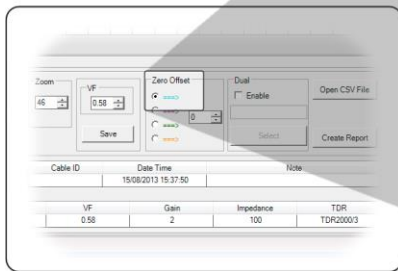 Zoom
VF
Zero Offset
Dual
46
0.58
Enable
Open CSV File
0
Save
Select
Create Report
Cable ID
Date Time
Note
15/08/2013 15:37:50
VF
Gain
Impedance
TDR
0.58
2
100
TDR2000/3